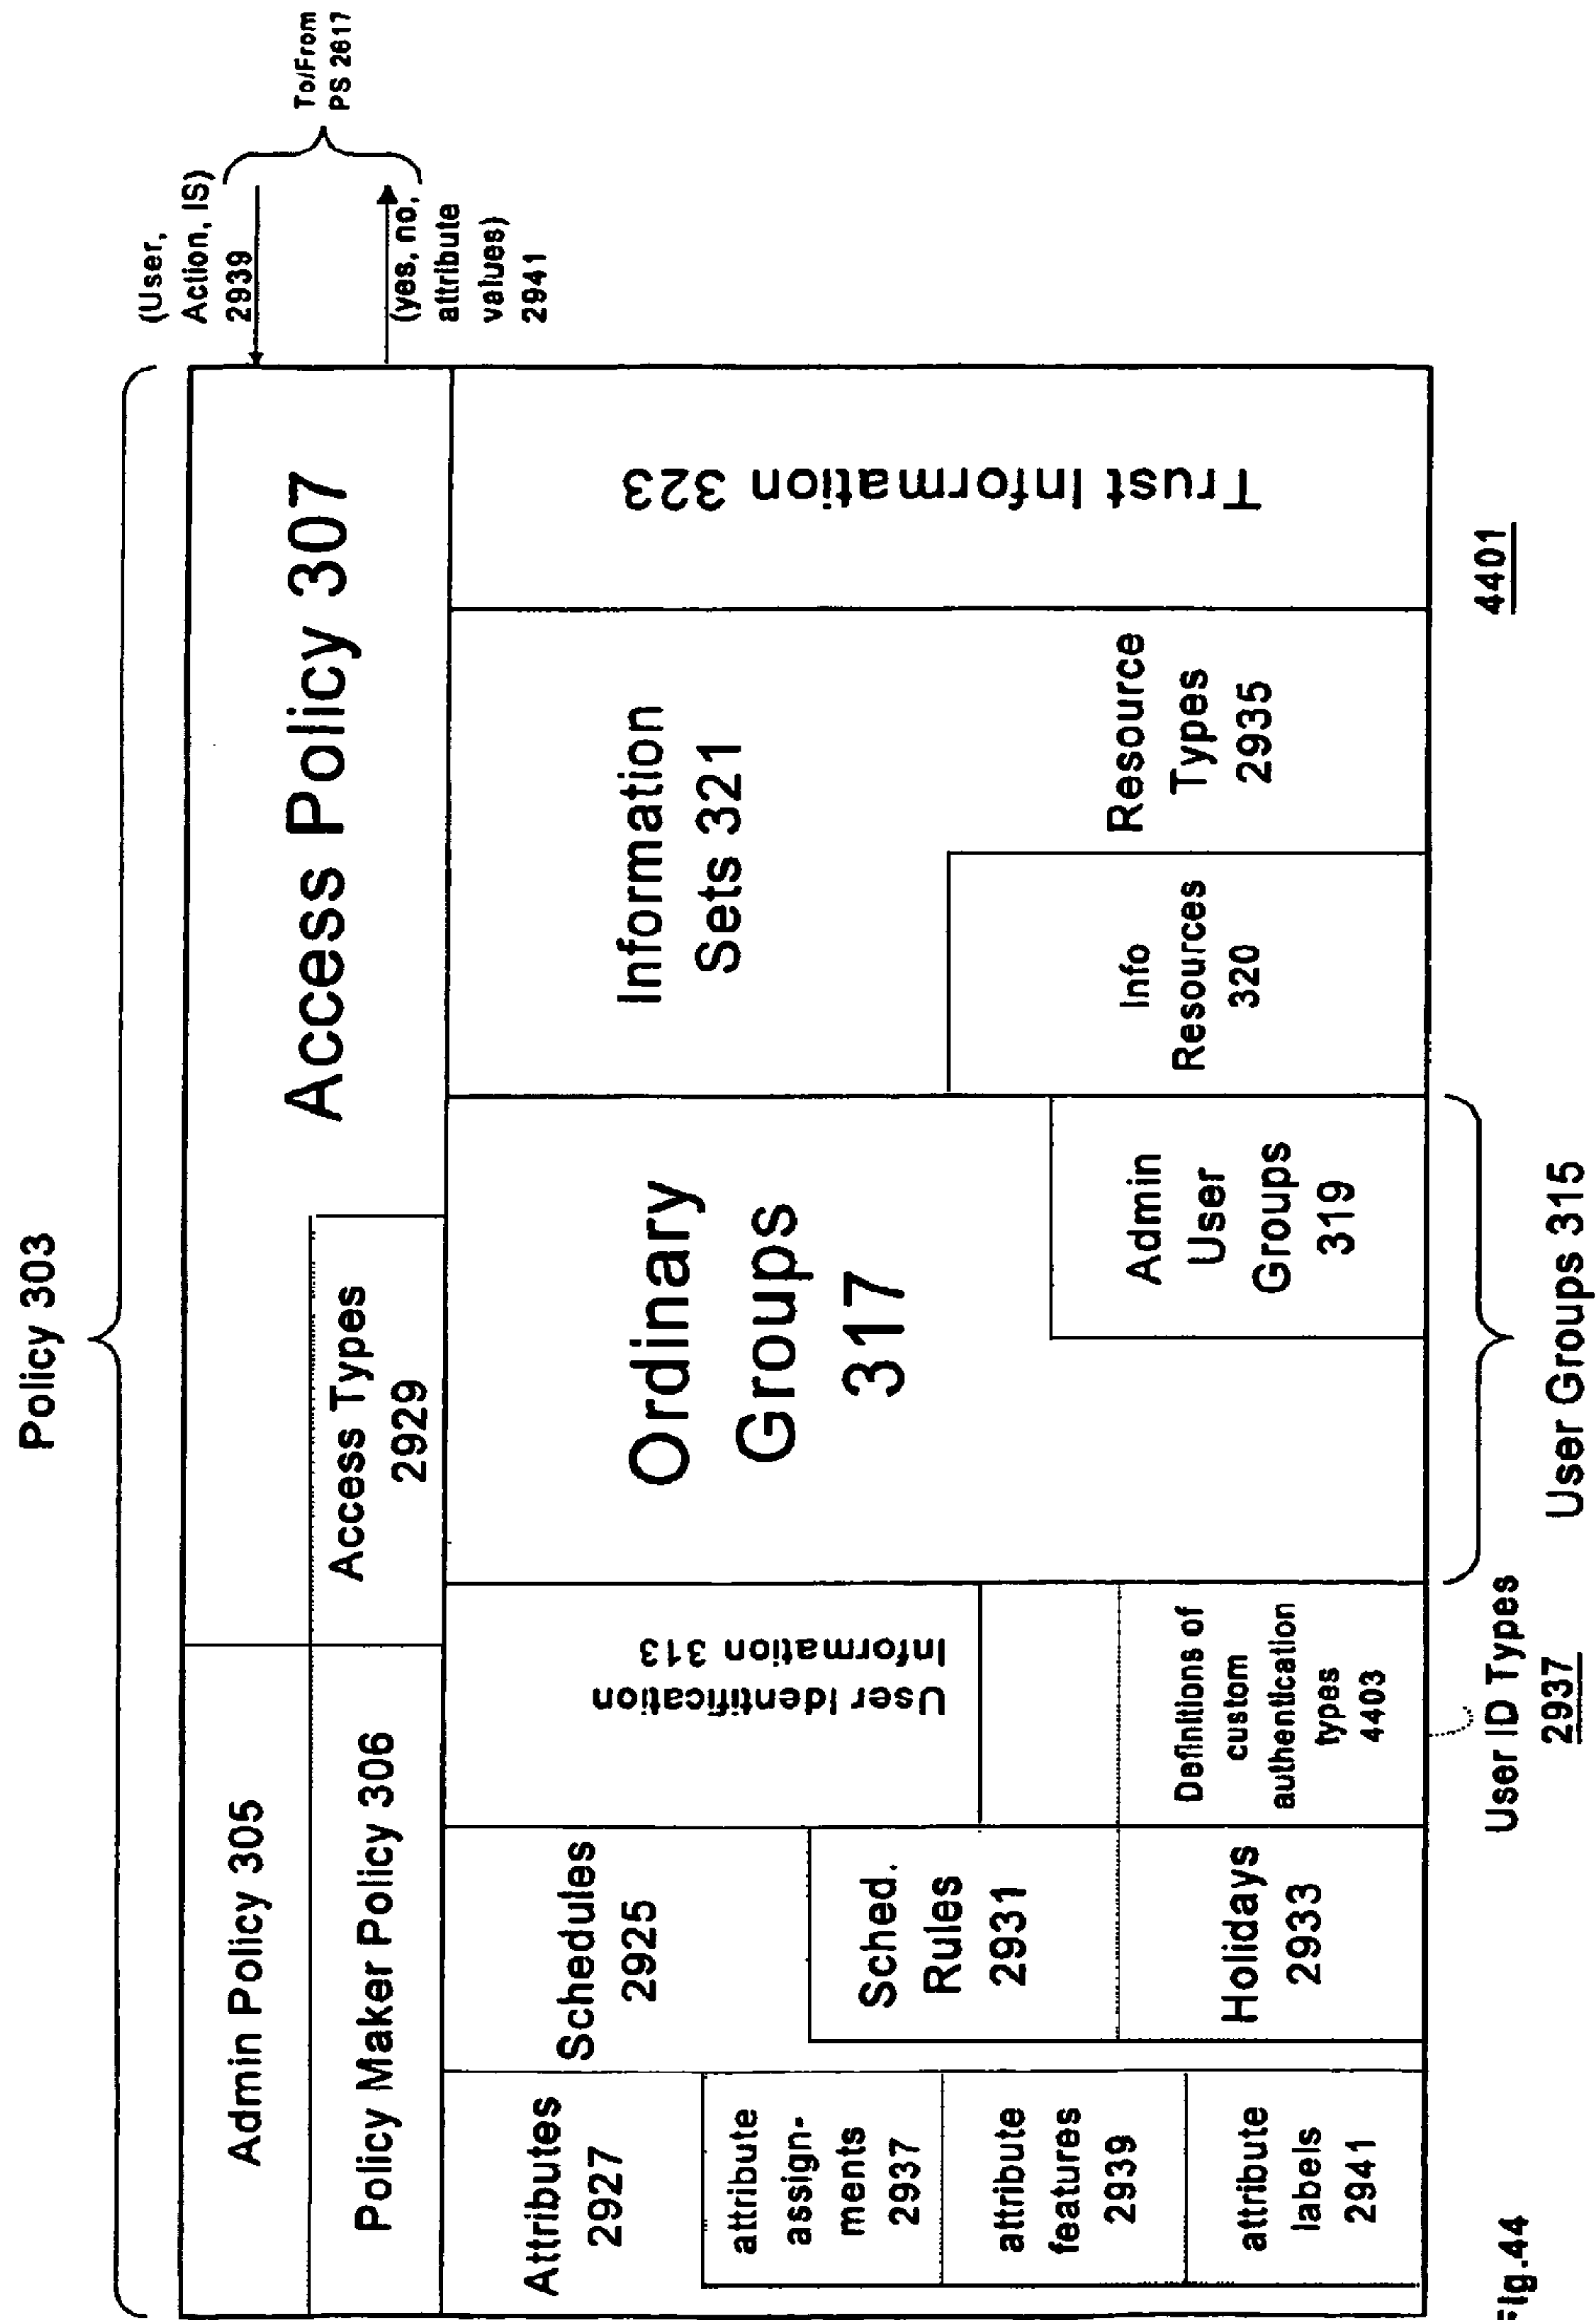 Policy 303
(User,
Action, IS)
2939
To/From
PS 2617
(yes, no,
attribute
values)
2941
Admin Policy 305
Policy Maker Policy 306
Access Types
2929
Access Policy 307
Attributes
2927
attribute
assign-
ments
2937
attribute
features
2939
attribute
labels
2941
Schedules
2925
Sched.
Rules
2931
Holidays
2933
User Identification
Information 313
Definitions of
custom
authentication
types
4403
Ordinary
Groups
317
Admin
User
Groups
319
Information
Sets 321
Info
Resources
320
Resource
Types
2935
Trust Information 323
User ID Types
2937
User Groups 315
4401
Fig.44